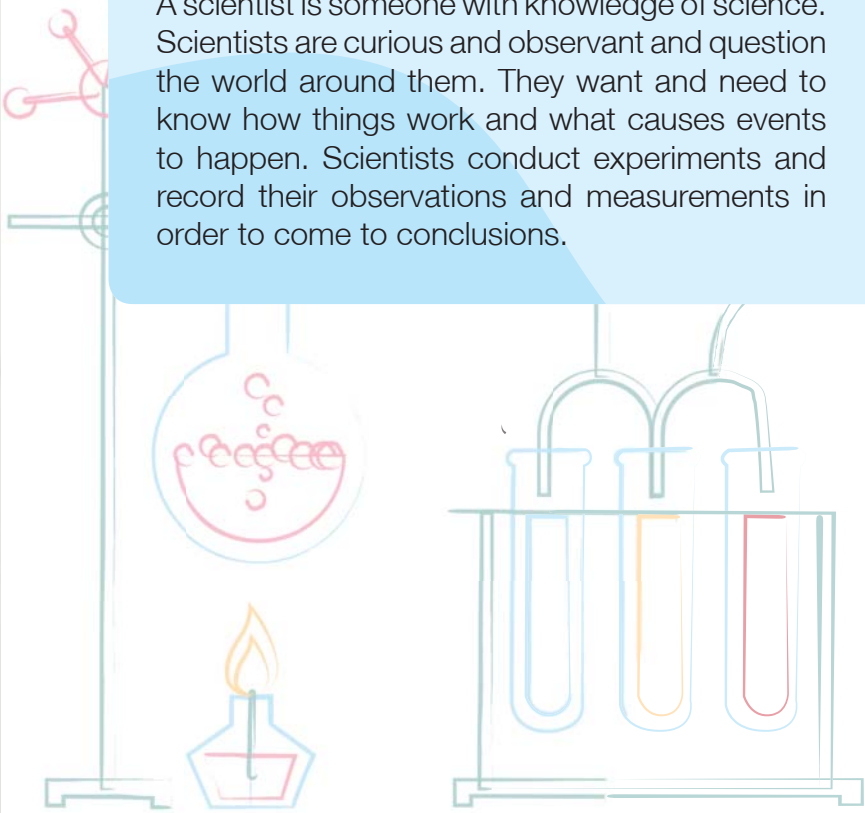 A scientist is someone with knowledge of science.
Scientists are curious and observant and question
the world around them. They want and need to
know how things work and what causes events
to happen. Scientists conduct experiments and
record their observations and measurements in
order to come to conclusions.